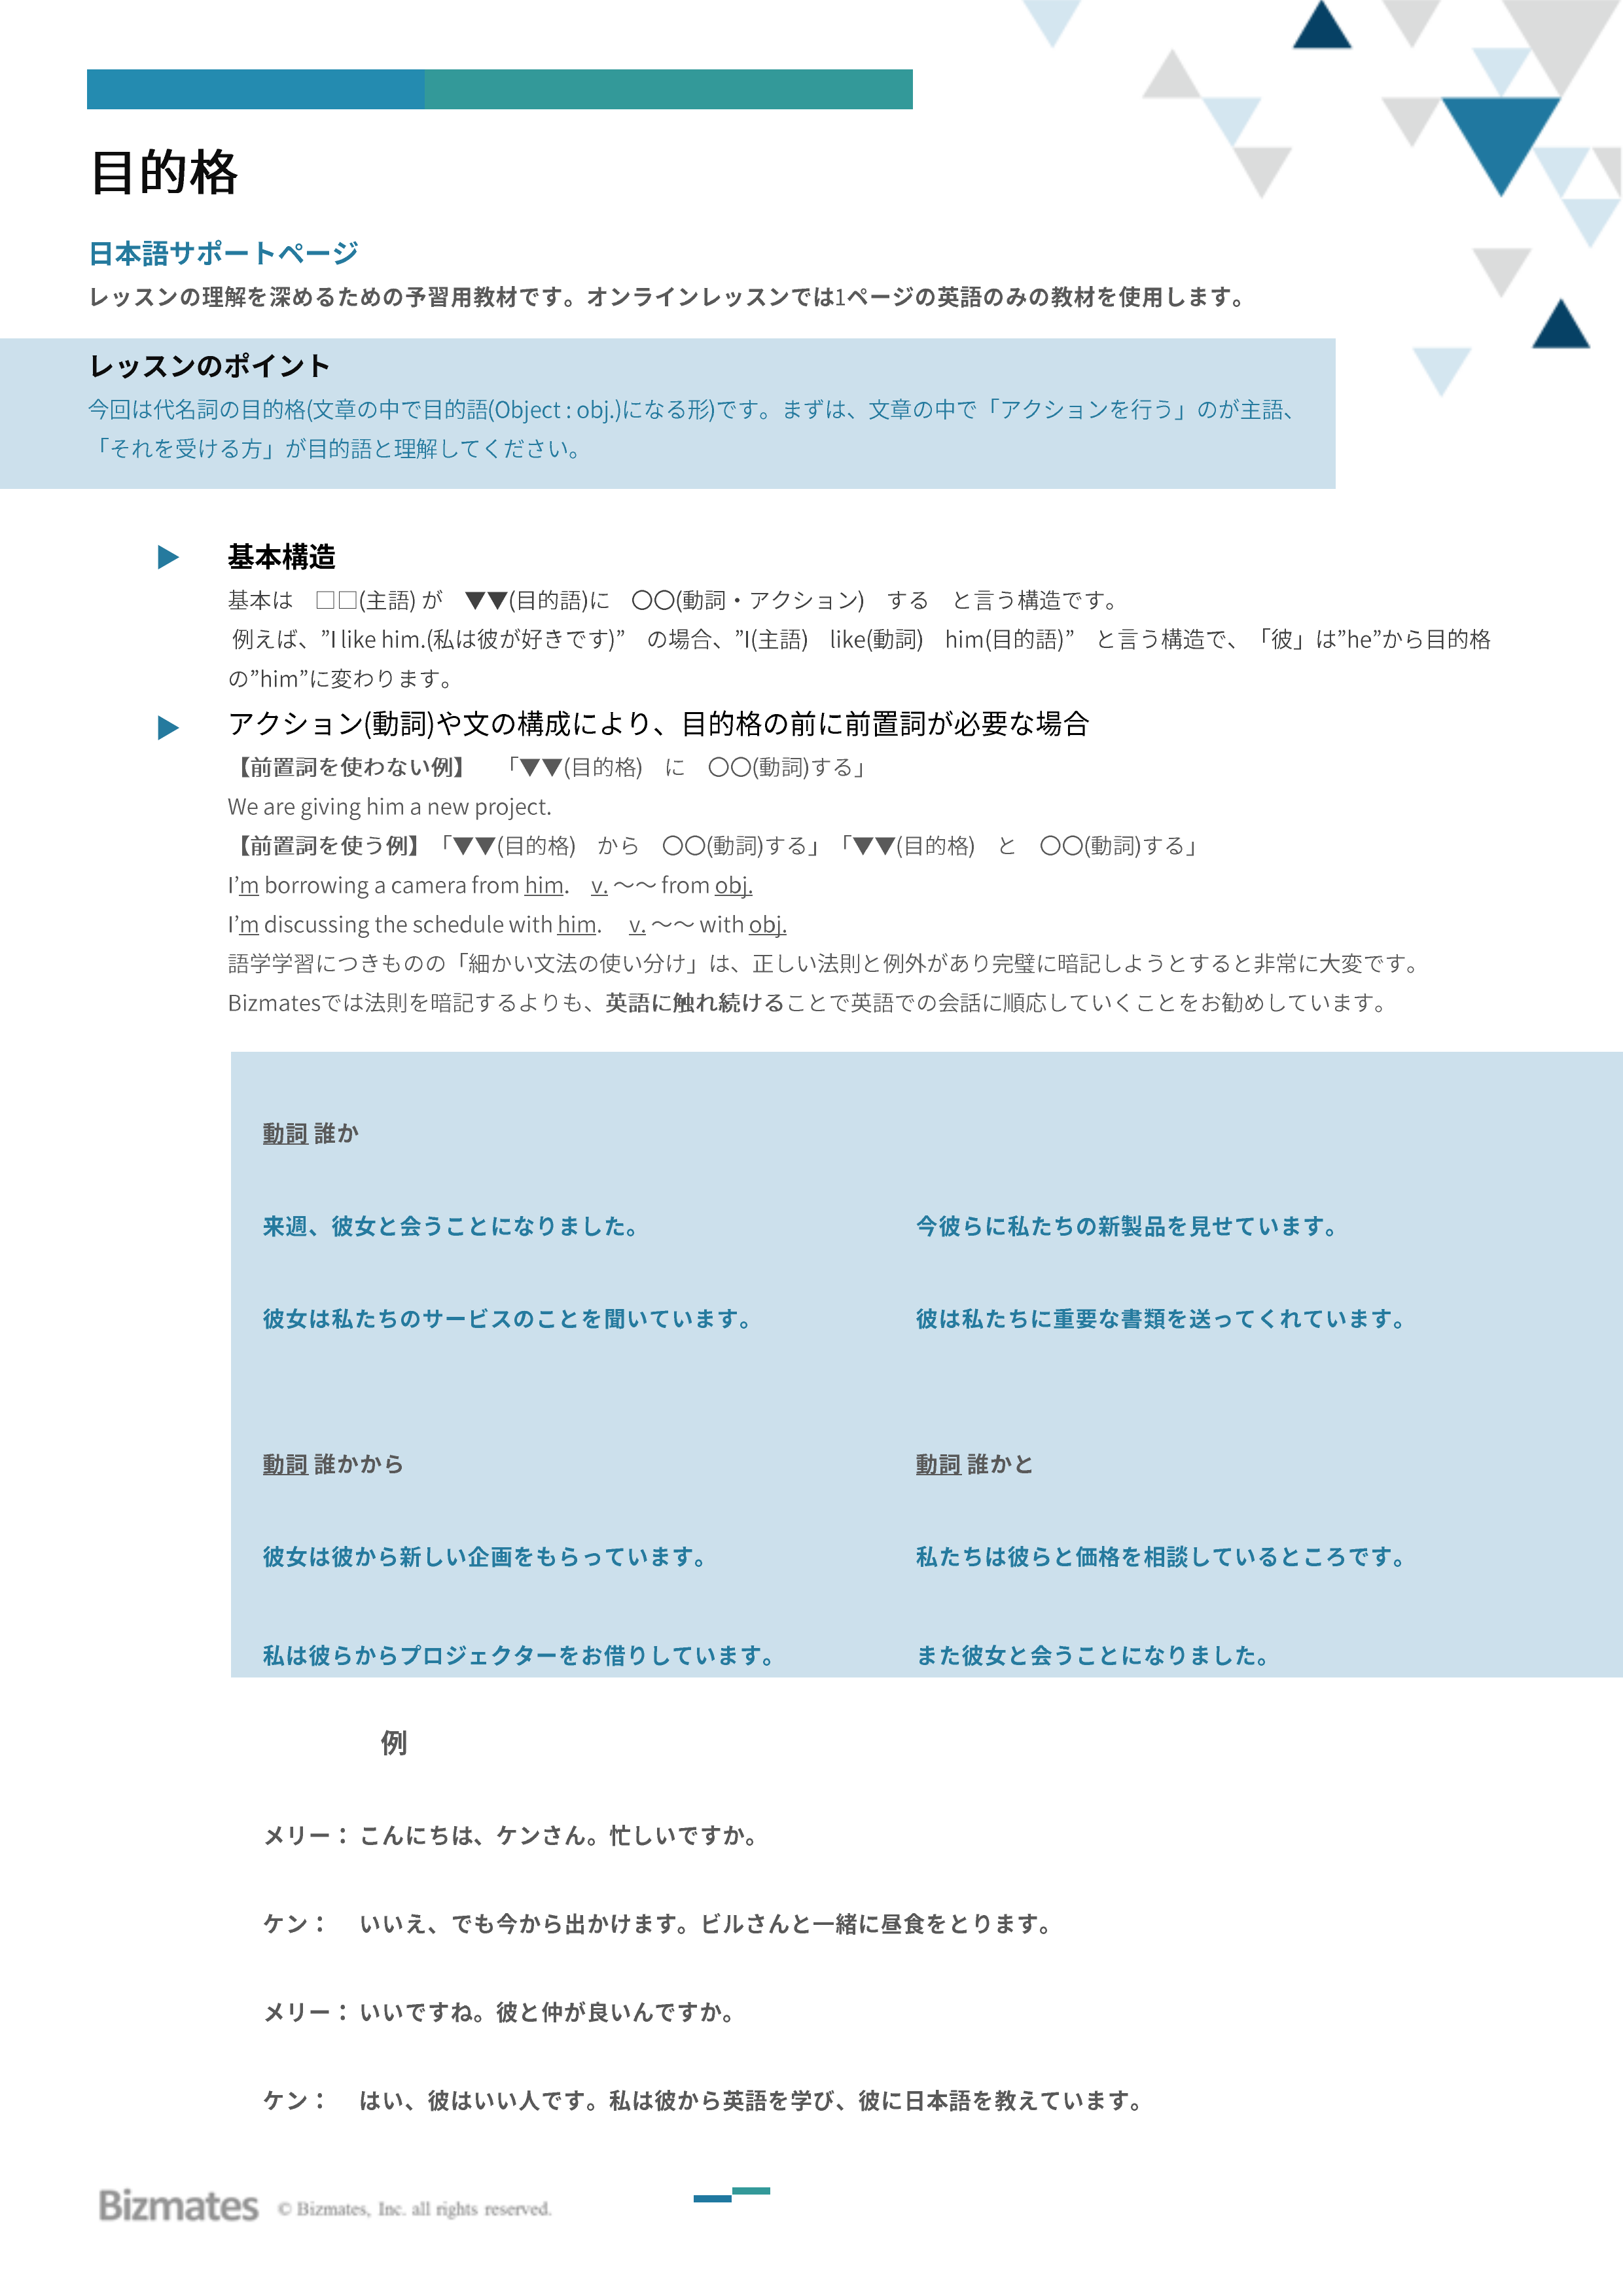 目的格
日本語サポートページ
レッスンの理解を深めるための予習用教材です。オンラインレッスンでは1ページの英語のみの教材を使用します。
レッスンのポイント
今回は代名詞の目的格(文章の中で目的語(Object : obj.)になる形)です。まずは、文章の中で「アクションを行う」のが主語、
「それを受ける方」が目的語と理解してください。
▶ 基本構造
基本は　□□(主語) が　▼▼(目的語)に　〇〇(動詞・アクション)　する　と言う構造です。
例えば、”I like him.(私は彼が好きです)”　の場合、”I(主語)　like(動詞)　him(目的語)”　と言う構造で、「彼」は”he”から目的格
の”him”に変わります。
▶ アクション(動詞)や文の構成により、目的格の前に前置詞が必要な場合
【前置詞を使わない例】　「▼▼(目的格)　に　〇〇(動詞)する」
We are giving him a new project.
【前置詞を使う例】「▼▼(目的格)　から　〇〇(動詞)する」「▼▼(目的格)　と　〇〇(動詞)する」
I’m borrowing a camera from him.　v. ～～ from obj.
I’m discussing the schedule with him.　v. ～～ with obj.
語学学習につきものの「細かい文法の使い分け」は、正しい法則と例外があり完璧に暗記しようとすると非常に大変です。
Bizmatesでは法則を暗記するよりも、英語に触れ続けることで英語での会話に順応していくことをお勧めしています。
動詞 誰か
来週、彼女と会うことになりました。　今彼らに私たちの新製品を見せています。
彼女は私たちのサービスのことを聞いています。　彼は私たちに重要な書類を送ってくれています。
動詞 誰かから　動詞 誰かと
彼女は彼から新しい企画をもらっています。　私たちは彼らと価格を相談しているところです。
私は彼らからプロジェクターをお借りしています。　また彼女と会うことになりました。
例
メリー： こんにちは、ケンさん。忙しいですか。
ケン：　いいえ、でも今から出かけます。ビルさんと一緒に昼食をとります。
メリー： いいですね。彼と仲が良いんですか。
ケン：　はい、彼はいい人です。私は彼から英語を学び、彼に日本語を教えています。
Bizmates © Bizmates, Inc. all rights reserved.